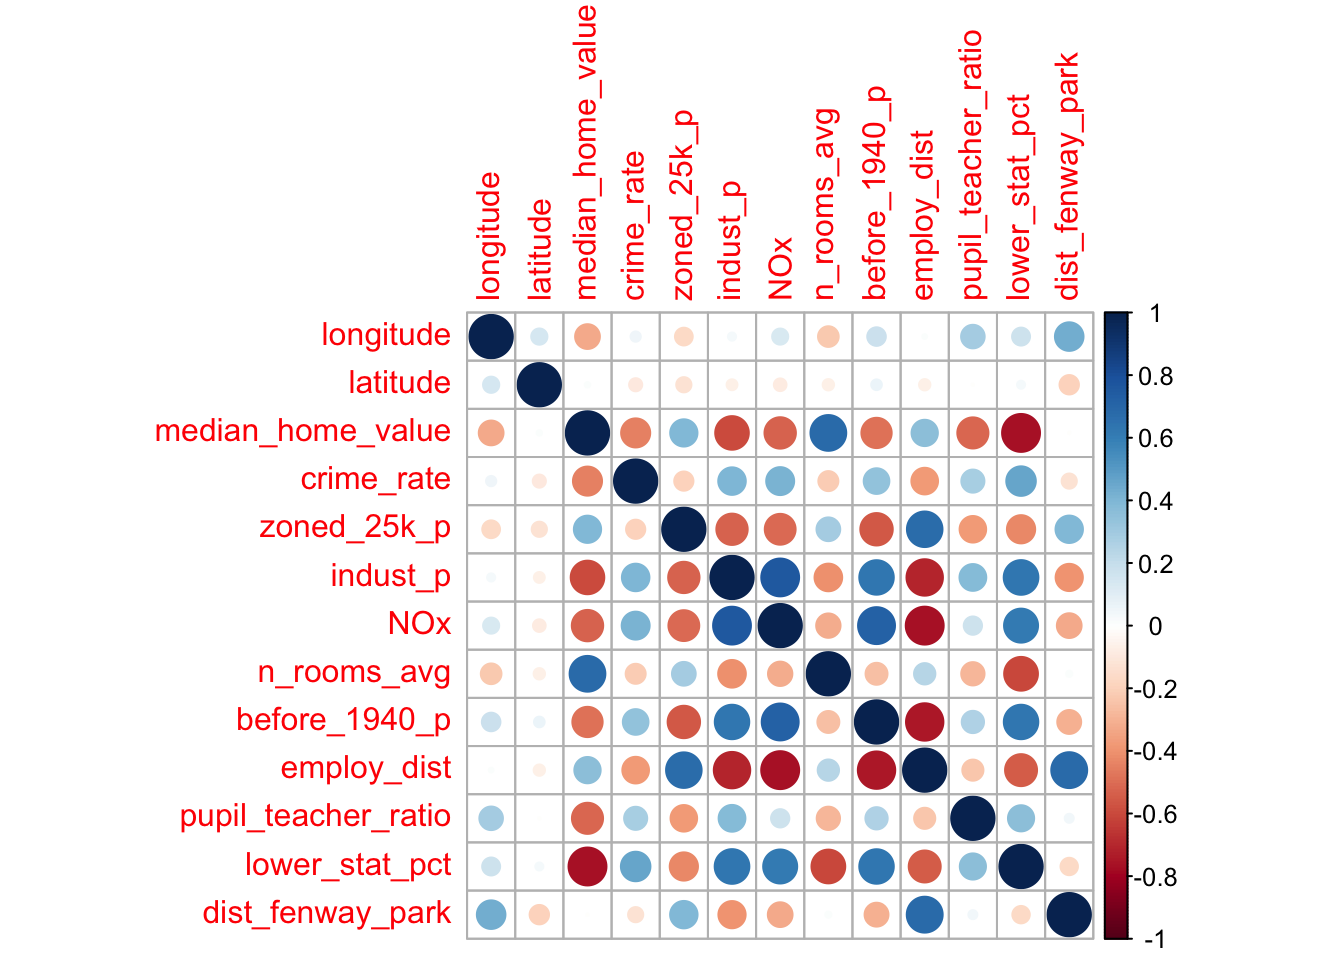 longitude
latitude
median_home_value
crime_rate
zoned_25k_p
indust_p
NOx
n_rooms_avg
before_1940_p
employ_dist
pupil_teacher_ratio
lower_stat_pct
dist_fenway_park
longitude
latitude
median_home_value
crime_rate
zoned_25k_p
indust_p
NOx
n_rooms_avg
before_1940_p
employ_dist
pupil_teacher_ratio
lower_stat_pct
dist_fenway_park
1
0.8
0.6
0.4
0.2
0
-0.2
-0.4
-0.6
-0.8
-1